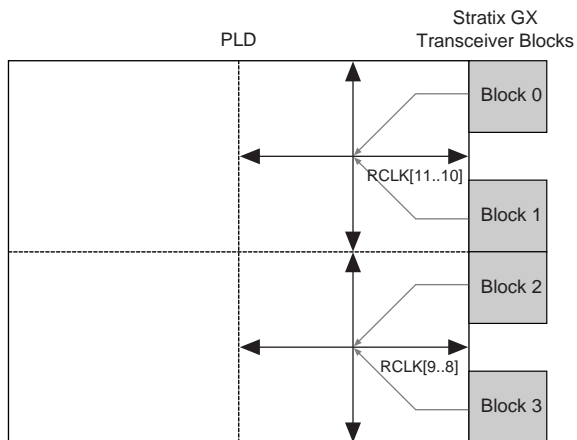 Stratix GX
PLD
Transceiver Blocks
Block 0
RCLK[11..10]
Block 1
Block 2
RCLK[9..8]
Block 3